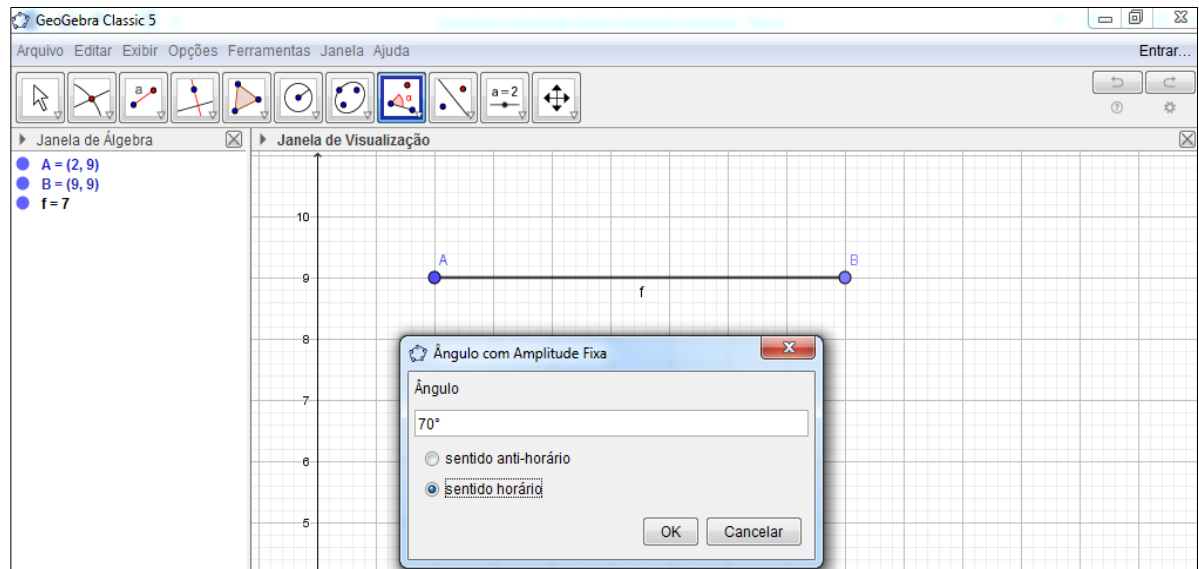 GeoGebra Classic 5
Arquivo Editar Exibir Opções Ferramentas Janela Ajuda Entrar...
a a=2
Janela de Álgebra
Janela de Visualização
A = (2, 9)
B = (9, 9)
f = 7
10
9
8
7
6
5
A
B
f
Ângulo com Amplitude Fixa
Ângulo
70°
sentido anti-horário
sentido horário
OK Cancelar